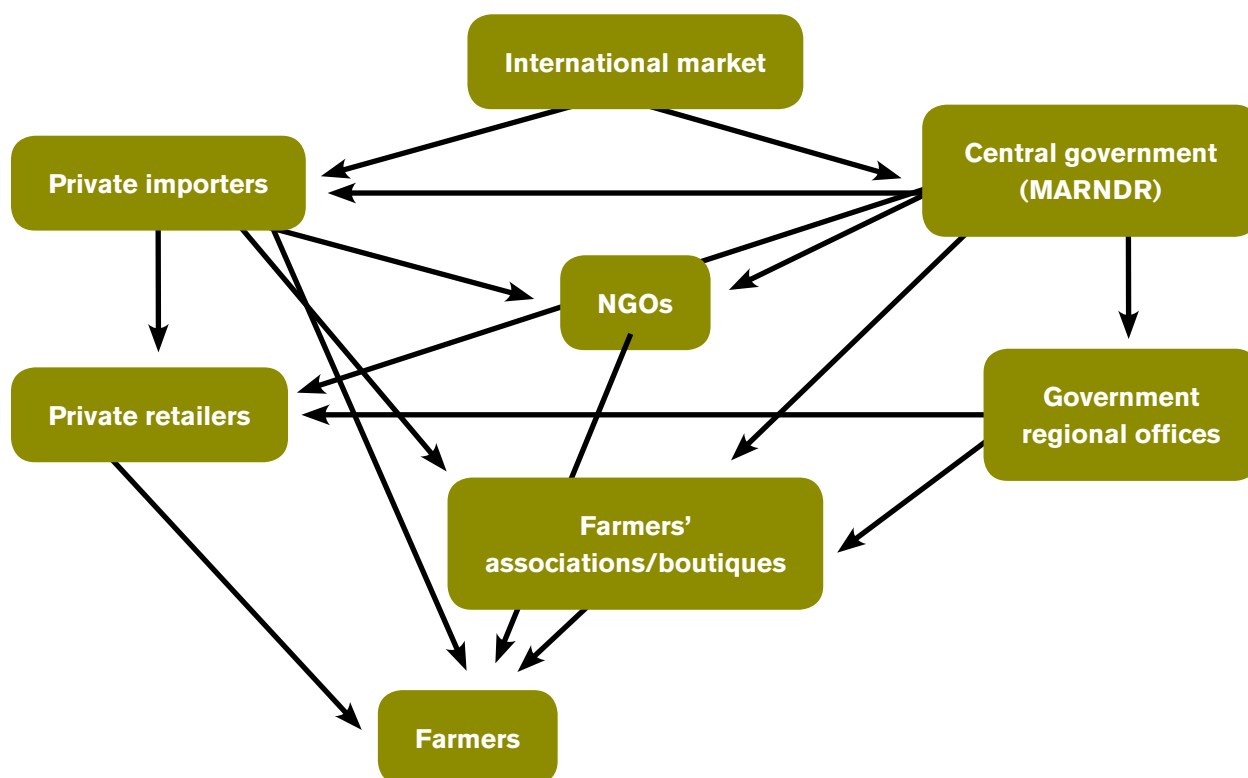 International market
Private importers
Central government
(MARNDR)
NGOs
Private retailers
Government
regional offices
Farmers’
associations/boutiques
Farmers